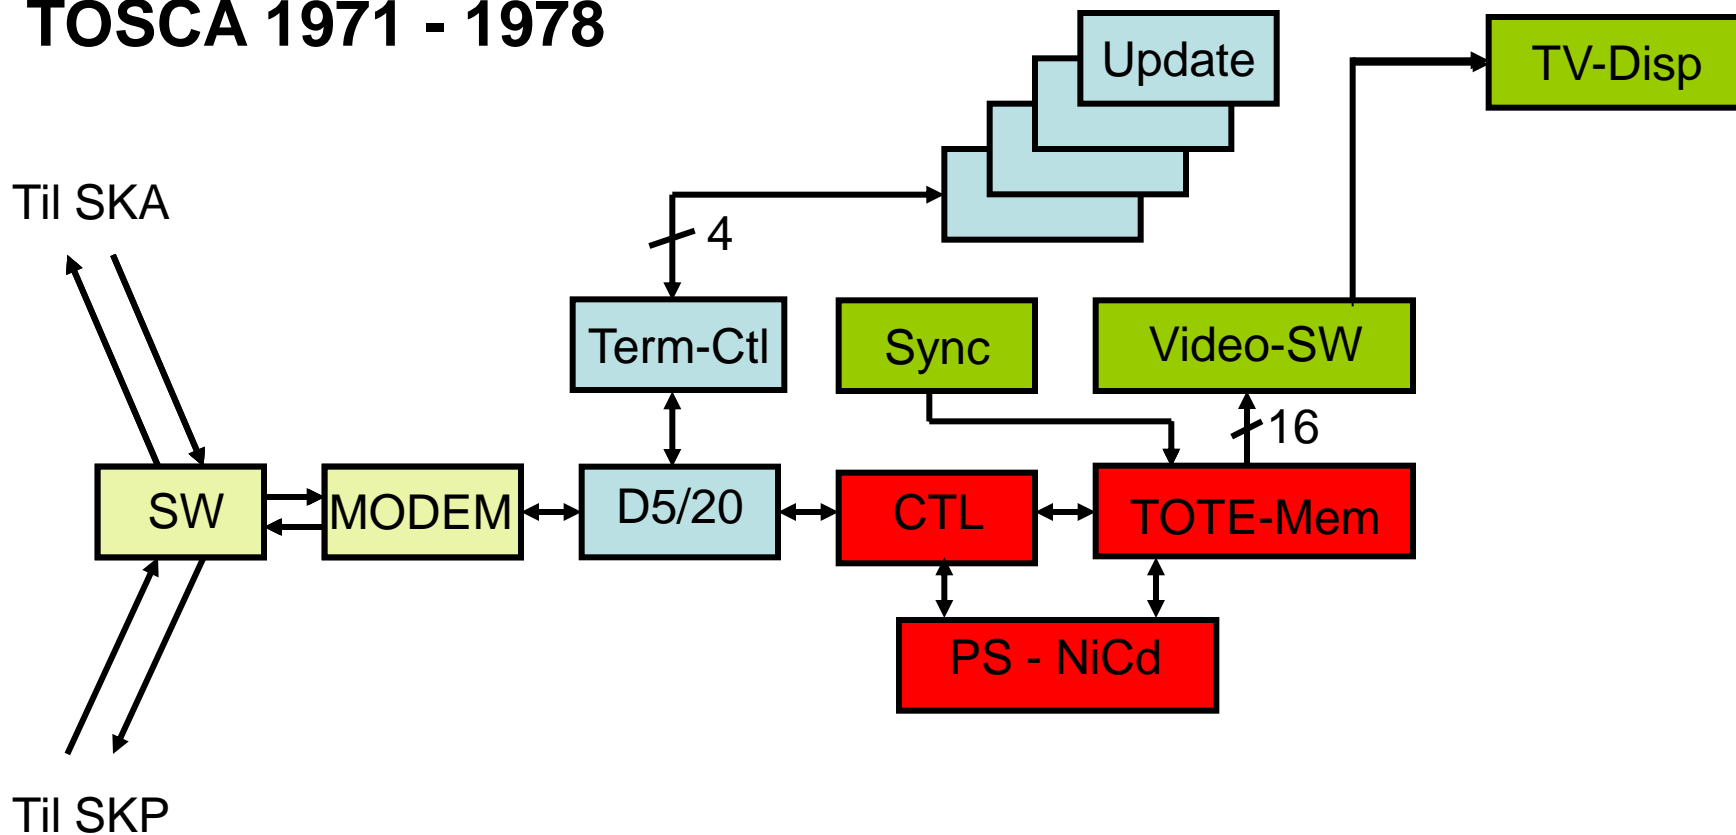 TOSCA 1971 - 1978
Update
TV-Disp
Til SKA
4
Term-Ctl
Sync
Video-SW
16
SW
MODEM
D5/20
CTL
TOTE-Mem
PS - NiCd
Til SKP